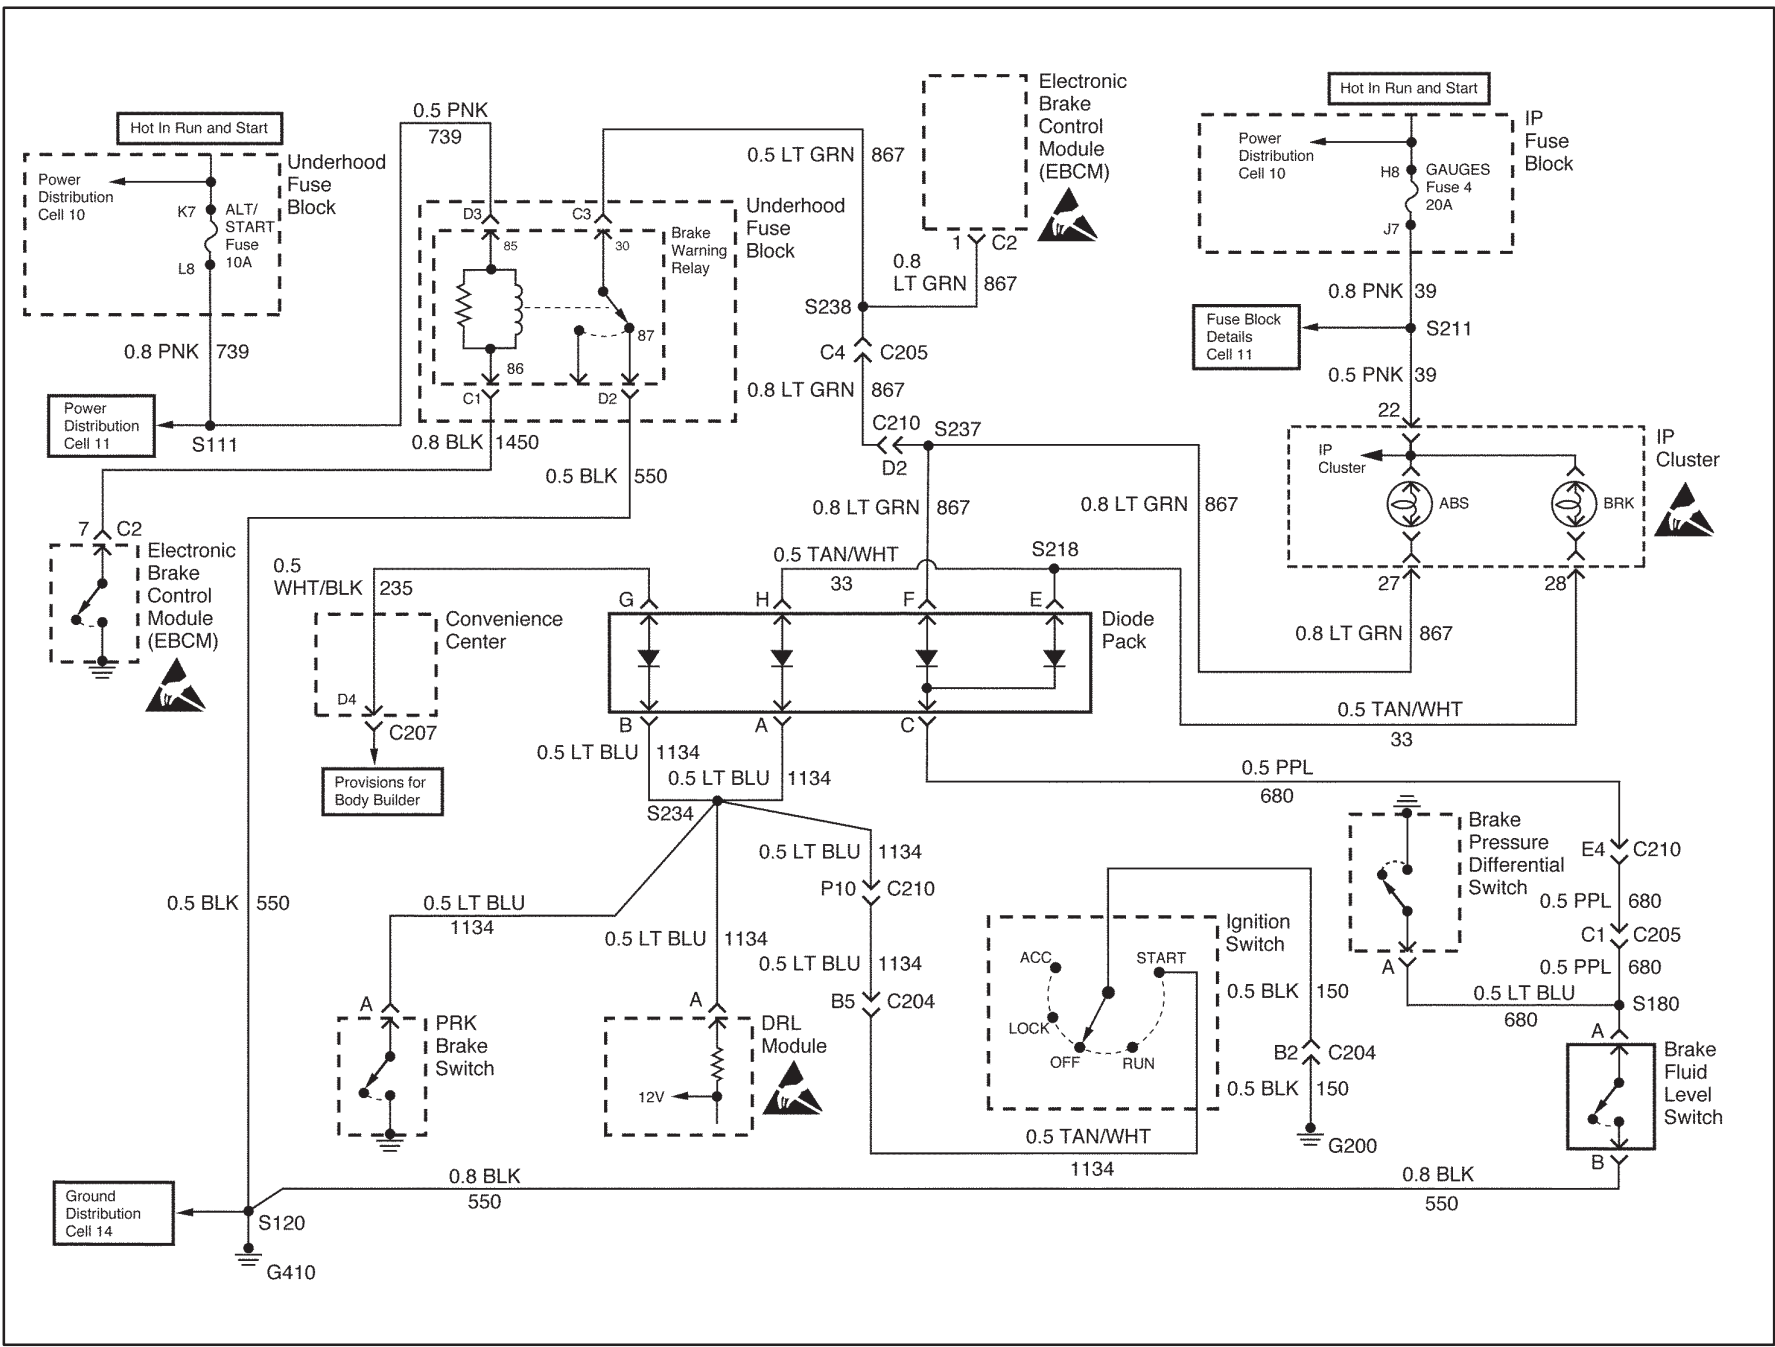 Hot In Run and Start
Underhood
Fuse
Block
Power
Distribution
Cell 10
K7
ALT/
START
Fuse
10A
L8
0.8 PNK
739
Power
Distribution
Cell 11
S111
0.5 PNK
739
D3
C3
Underhood
Fuse
Block
85
30
Brake
Warning
Relay
87
86
C1
D2
0.8 BLK
1450
0.5 BLK
550
0.5 LT GRN
867
Electronic
Brake
Control
Module
(EBCM)
1
C2
0.8
LT GRN
867
S238
C4
C205
0.8 LT GRN
867
C210
S237
D2
0.8 LT GRN
867
0.8 LT GRN
867
Hot In Run and Start
IP
Fuse
Block
Power
Distribution
Cell 10
H8
GAUGES
Fuse 4
20A
J7
0.8 PNK
39
Fuse Block
Details
Cell 11
S211
0.5 PNK
39
22
IP
Cluster
IP
Cluster
ABS
BRK
27
28
0.8 LT GRN
867
0.5 TAN/WHT
33
7
C2
Electronic
Brake
Control
Module
(EBCM)
0.5
WHT/BLK
235
Convenience
Center
D4
C207
Provisions for
Body Builder
0.5 TAN/WHT
33
S218
G
H
F
E
Diode
Pack
B
A
C
0.5 LT BLU
1134
0.5 LT BLU
1134
S234
0.5 PPL
680
0.5 LT BLU
1134
P10
C210
0.5 LT BLU
1134
B5
C204
0.5 BLK
550
0.5 LT BLU
1134
0.5 LT BLU
1134
A
PRK
Brake
Switch
A
DRL
Module
12V
Ignition
Switch
ACC
START
LOCK
OFF
RUN
0.5 BLK
150
B2
C204
0.5 BLK
150
G200
0.5 TAN/WHT
1134
Brake
Pressure
Differential
Switch
A
E4
C210
0.5 PPL
680
C1
C205
0.5 PPL
680
0.5 LT BLU
680
S180
A
Brake
Fluid
Level
Switch
B
0.8 BLK
550
0.8 BLK
550
Ground
Distribution
Cell 14
S120
G410